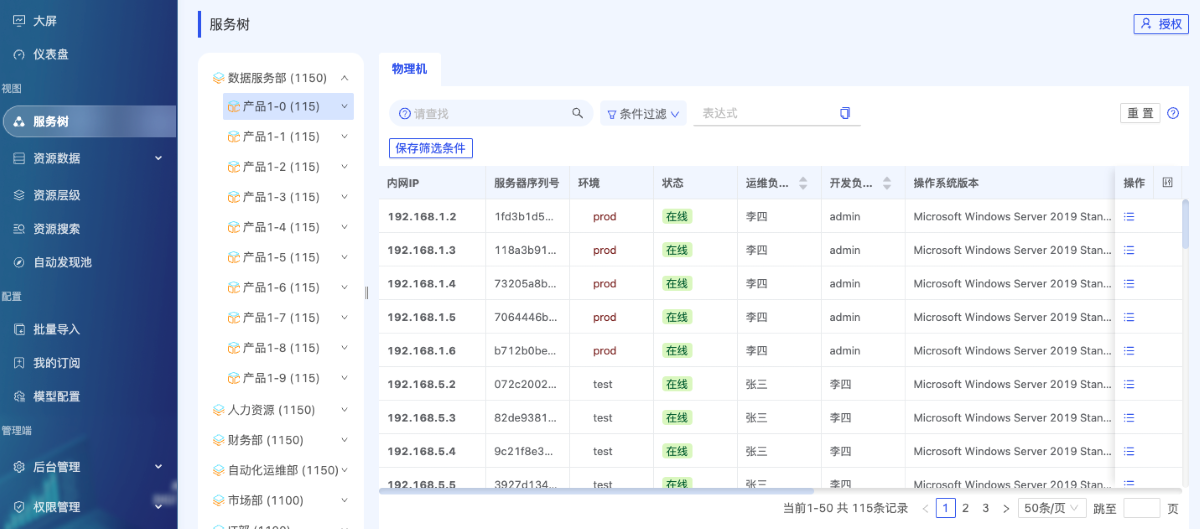 大屏
仪表盘
视图
服务树
资源数据
资源层级
资源搜索
自动发现池
配置
批量导入
我的订阅
模型配置
管理端
后台管理
权限管理
服务树
授权
数据服务部 (1150)
产品1-0 (115)
产品1-1 (115)
产品1-2 (115)
产品1-3 (115)
产品1-4 (115)
产品1-5 (115)
产品1-6 (115)
产品1-7 (115)
产品1-8 (115)
产品1-9 (115)
人力资源 (1150)
财务部 (1150)
自动化运维部 (1150)
市场部 (1100)
物理机
请查找 条件过滤 表达式 重 置
保存筛选条件
内网IP 服务器序列号 环境 状态 运维负... 开发负... 操作系统版本 操作
192.168.1.2 1fd3b1d5... prod 在线 李四 admin Microsoft Windows Server 2019 Stan...
192.168.1.3 118a3b91... prod 在线 李四 admin Microsoft Windows Server 2019 Stan...
192.168.1.4 73205a8b... prod 在线 李四 admin Microsoft Windows Server 2019 Stan...
192.168.1.5 7064446b... prod 在线 李四 admin Microsoft Windows Server 2019 Stan...
192.168.1.6 b712b0be... prod 在线 李四 admin Microsoft Windows Server 2019 Stan...
192.168.5.2 072c2002... test 在线 张三 李四 Microsoft Windows Server 2019 Stan...
192.168.5.3 82de9381... test 在线 张三 李四 Microsoft Windows Server 2019 Stan...
192.168.5.4 9c21f8e3... test 在线 张三 李四 Microsoft Windows Server 2019 Stan...
192.168.5.5 3927d134... test 在线 张三 李四 Microsoft Windows Server 2019 Stan...
当前1-50 共 115条记录 1 2 3 50条/页 跳至 页